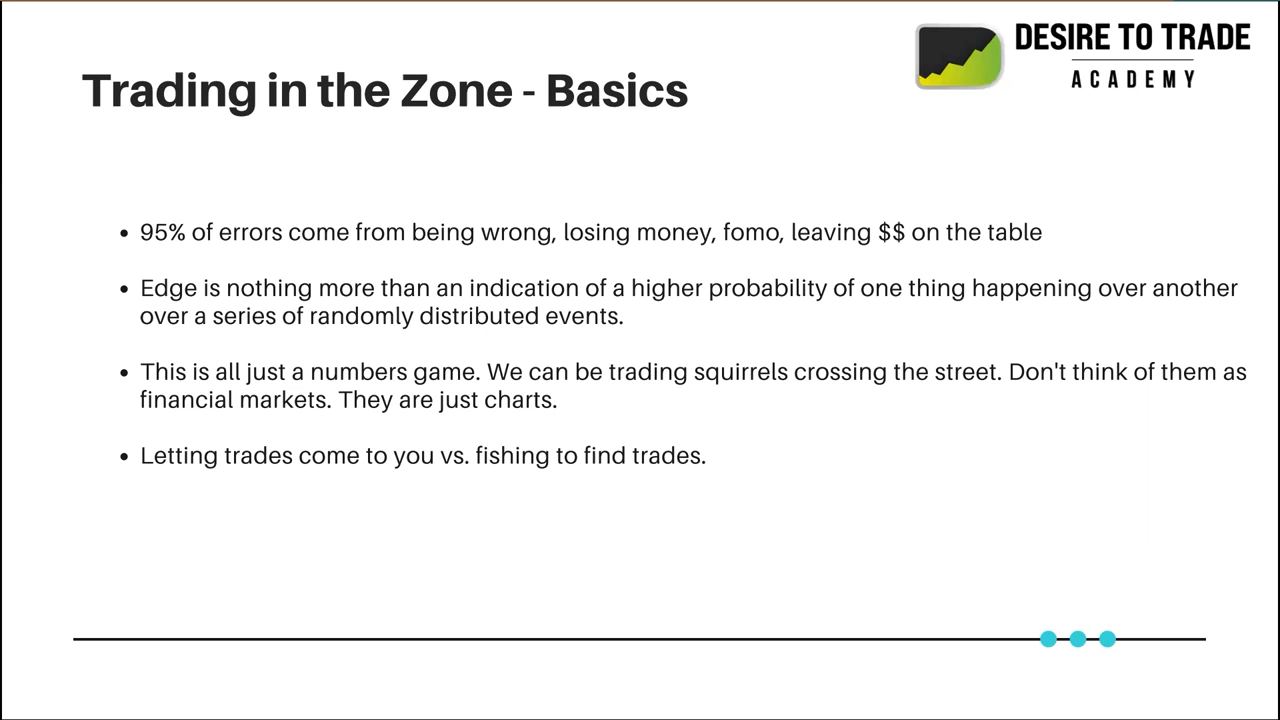 DESIRE TO TRADE
ACADEMY
Trading in the Zone - Basics
• 95% of errors come from being wrong, losing money, fomo, leaving $$ on the table
• Edge is nothing more than an indication of a higher probability of one thing happening over another
over a series of randomly distributed events.
• This is all just a numbers game. We can be trading squirrels crossing the street. Don't think of them as
financial markets. They are just charts.
• Letting trades come to you vs. fishing to find trades.